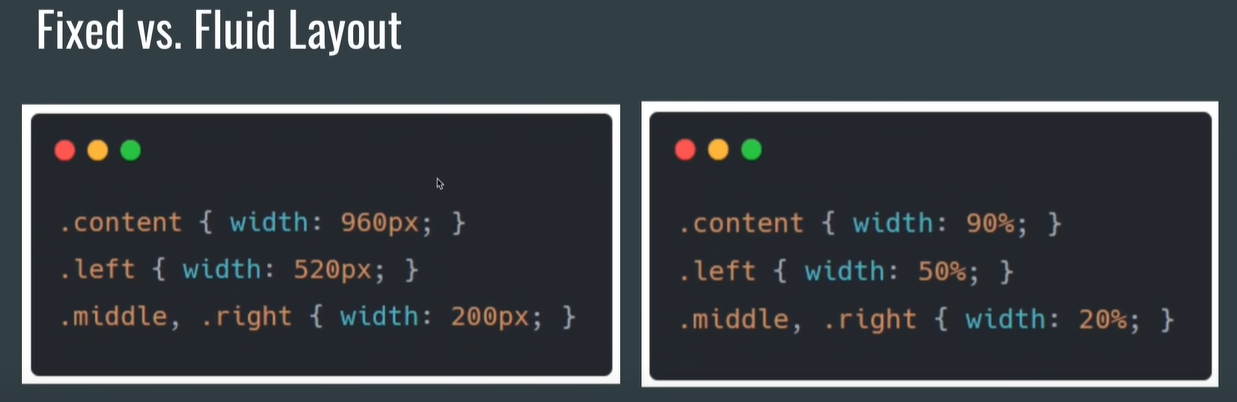 Fixed vs. Fluid Layout
.content { width: 960px; }
.left { width: 520px; }
.middle, .right { width: 200px; }
.content { width: 90%; }
.left { width: 50%; }
.middle, .right { width: 20%; }